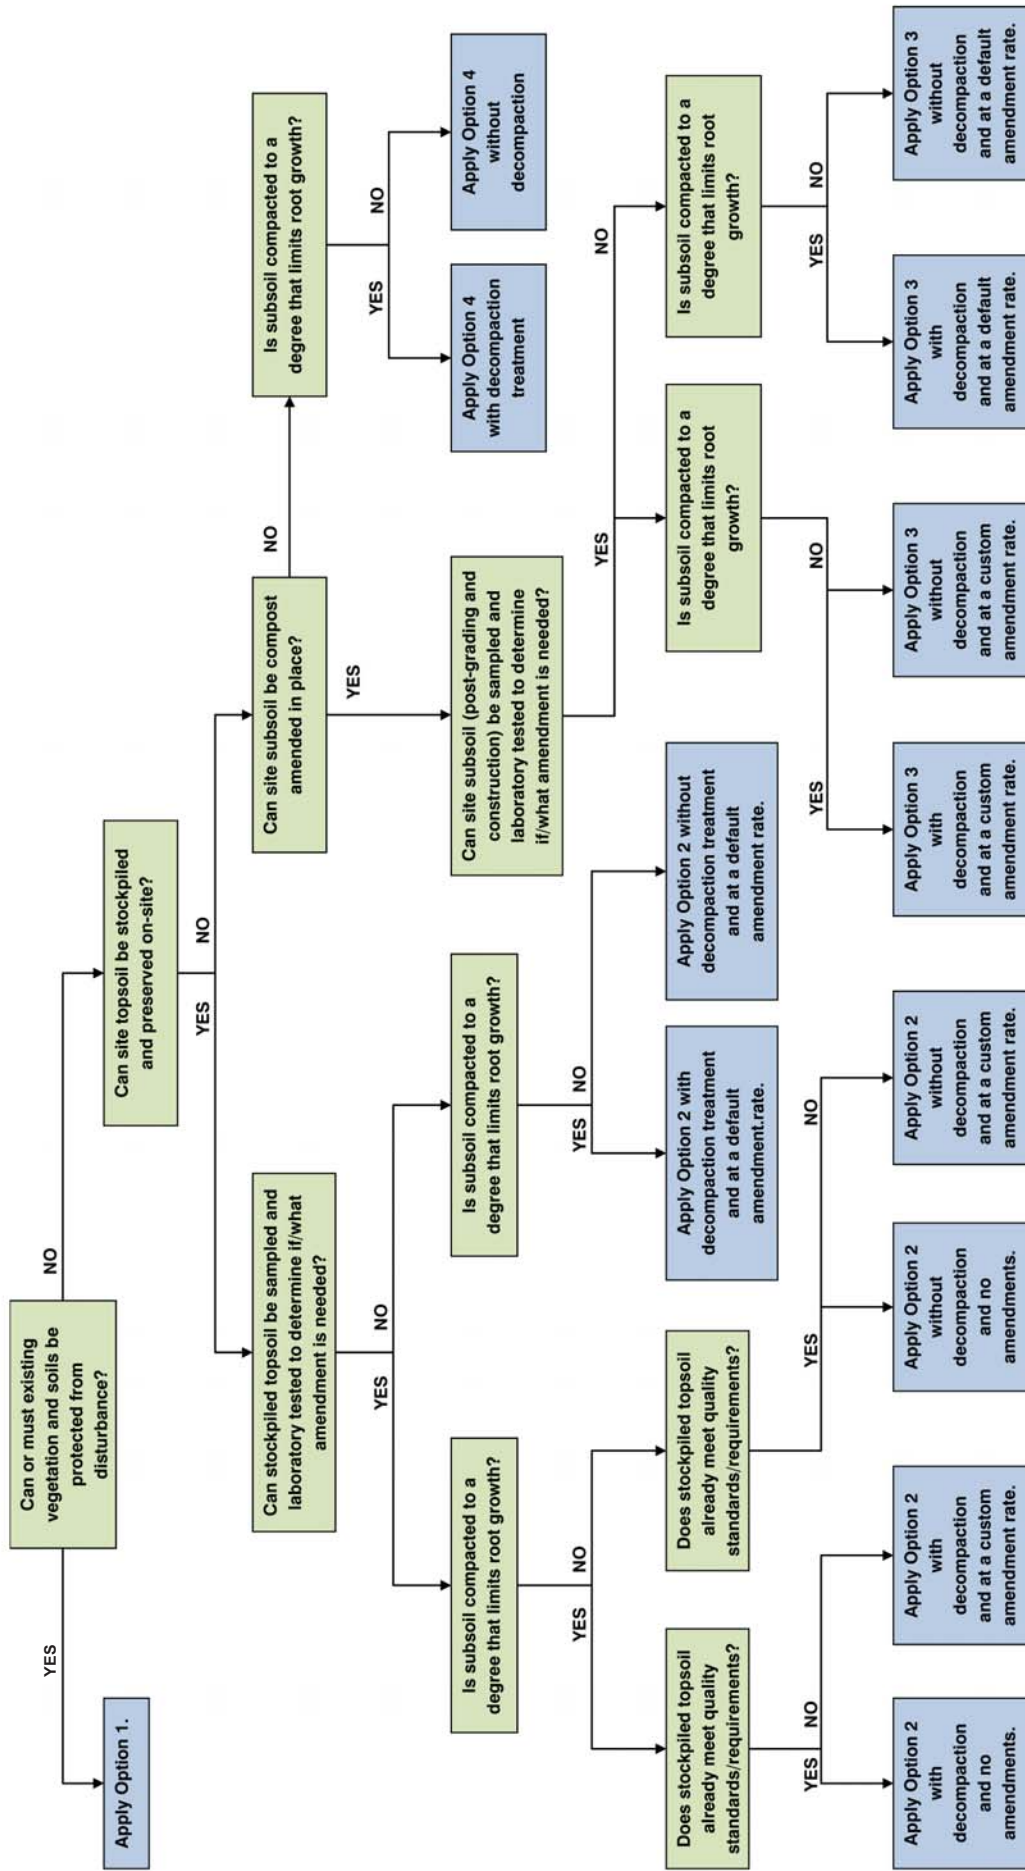 Can or must existing
vegetation and soils be
protected from
disturbance?
YES
NO
Apply Option 1.
Can site topsoil be stockpiled
and preserved on-site?
YES
NO
Can stockpiled topsoil be sampled and
laboratory tested to determine if/what
amendment is needed?
YES
NO
Can site subsoil be compost
amended in place?
NO
YES
Is subsoil compacted to a
degree that limits root growth?
YES
NO
Is subsoil compacted to a
degree that limits root growth?
YES
NO
Is subsoil compacted to a
degree that limits root growth?
YES
NO
Can site subsoil (post-grading and
construction) be sampled and
laboratory tested to determine
if/what amendment is needed?
YES
NO
Apply Option 4
with decompaction
treatment
Apply Option 4
without
decompaction
Does stockpiled topsoil
already meet quality
standards/requirements?
YES
NO
Does stockpiled topsoil
already meet quality
standards/requirements?
YES
NO
Apply Option 2 with
decompaction treatment
and at a default
amendment.rate.
Apply Option 2 without
decompaction treatment
and at a default
amendment rate.
Is subsoil compacted to a
degree that limits root
growth?
YES
NO
Is subsoil compacted to a
degree that limits root
growth?
YES
NO
Apply Option 2
with
decompaction
and no
amendments.
Apply Option 2
with
decompaction
and at a custom
amendment rate.
Apply Option 2
without
decompaction
and no
amendments.
Apply Option 2
without
decompaction
and at a custom
amendment rate.
Apply Option 3
with
decompaction
and at a custom
amendment rate.
Apply Option 3
without
decompaction
and at a custom
amendment rate.
Apply Option 3
with
decompaction
and at a default
amendment rate.
Apply Option 3
without
decompaction
and at a default
amendment rate.